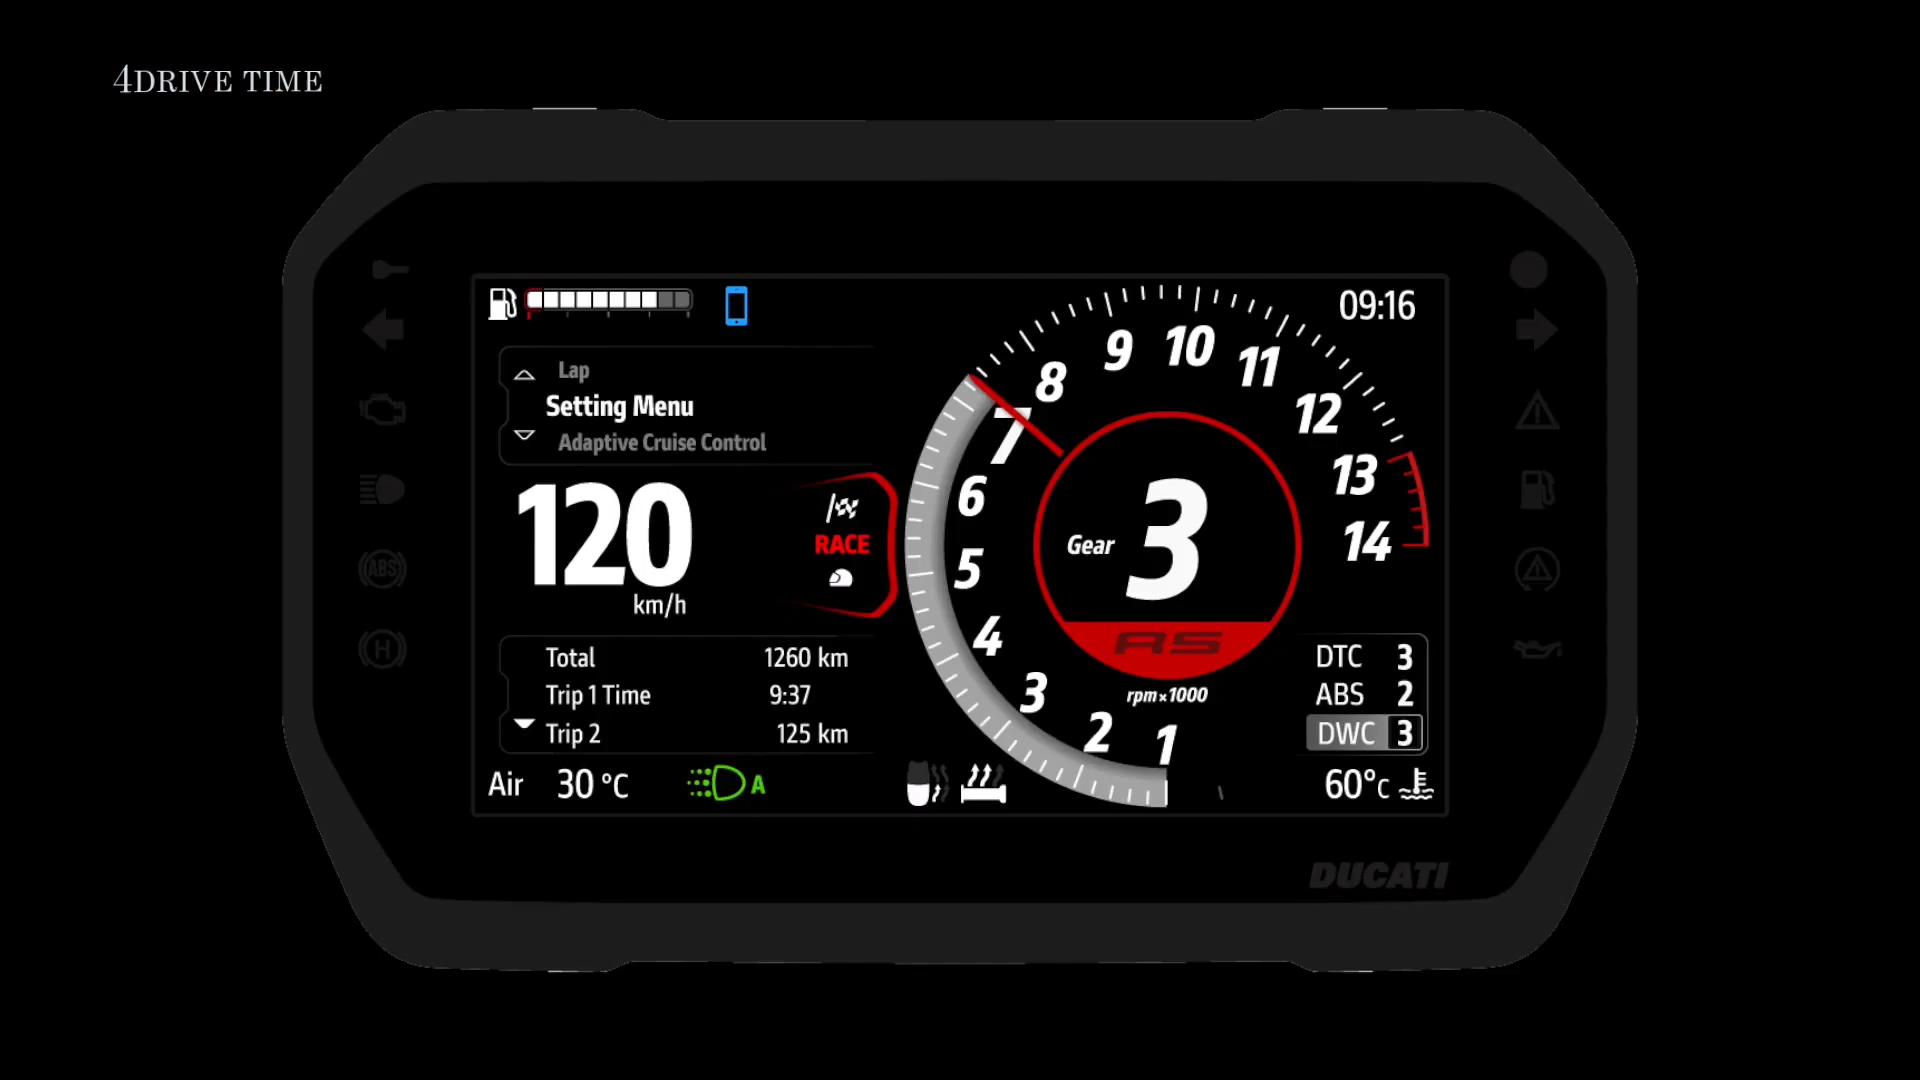 4DRIVE TIME
09:16
Lap
Setting Menu
Adaptive Cruise Control
120
km/h
RACE
Total 1260 km
Trip 1 Time 9:37
Trip 2 125 km
Air 30 °C
A
1
2
3
4
5
6
7
8
9
10
11
12
13
14
Gear 3
RS
rpm×1000
DTC 3
ABS 2
DWC 3
60°C
ABS
H
DUCATI